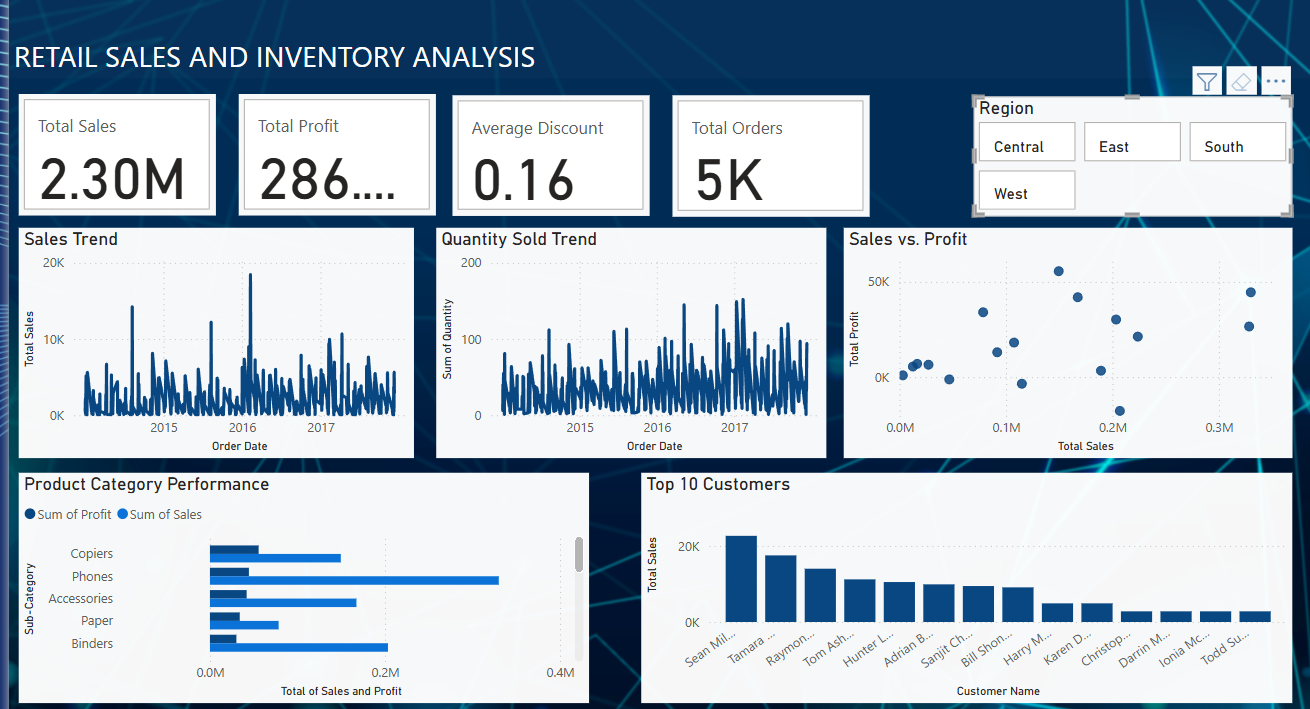 RETAIL SALES AND INVENTORY ANALYSIS
Total Sales
2.30M
Total Profit
286....
Average Discount
0.16
Total Orders
5K
Region
Central
East
South
West
Sales Trend
20K
10K
0K
Total Sales
2015
2016
2017
Order Date
Quantity Sold Trend
200
100
0
Sum of Quantity
2015
2016
2017
Order Date
Sales vs. Profit
50K
0K
Total Profit
0.0M
0.1M
0.2M
0.3M
Total Sales
Product Category Performance
Sum of Profit
Sum of Sales
Sub-Category
Copiers
Phones
Accessories
Paper
Binders
0.0M
0.2M
0.4M
Total of Sales and Profit
Top 10 Customers
Total Sales
20K
0K
Sean Mil...
Tamara ...
Raymon...
Tom Ash...
Hunter L...
Adrian B...
Sanjit Ch...
Bill Shon...
Harry M...
Karen D...
Christop...
Darrin M...
Ionia Mc...
Todd Su...
Customer Name